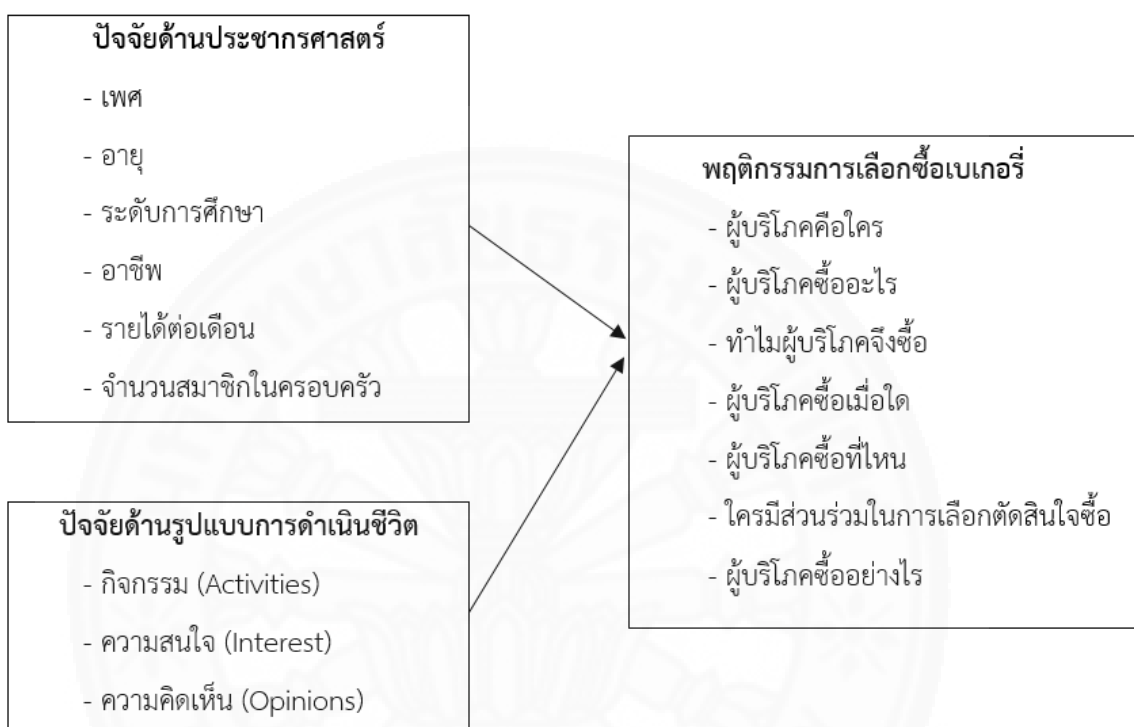 ปัจจัยด้านประชากรศาสตร์
- เพศ
- อายุ
- ระดับการศึกษา
- อาชีพ
- รายได้ต่อเดือน
- จำนวนสมาชิกในครอบครัว
ปัจจัยด้านรูปแบบการดำเนินชีวิต
- กิจกรรม (Activities)
- ความสนใจ (Interest)
- ความคิดเห็น (Opinions)
พฤติกรรมการเลือกซื้อเบเกอรี่
- ผู้บริโภคคือใคร
- ผู้บริโภคซื้ออะไร
- ทำไมผู้บริโภคจึงซื้อ
- ผู้บริโภคซื้อเมื่อใด
- ผู้บริโภคซื้อที่ไหน
- ใครมีส่วนร่วมในการเลือกตัดสินใจซื้อ
- ผู้บริโภคซื้ออย่างไร